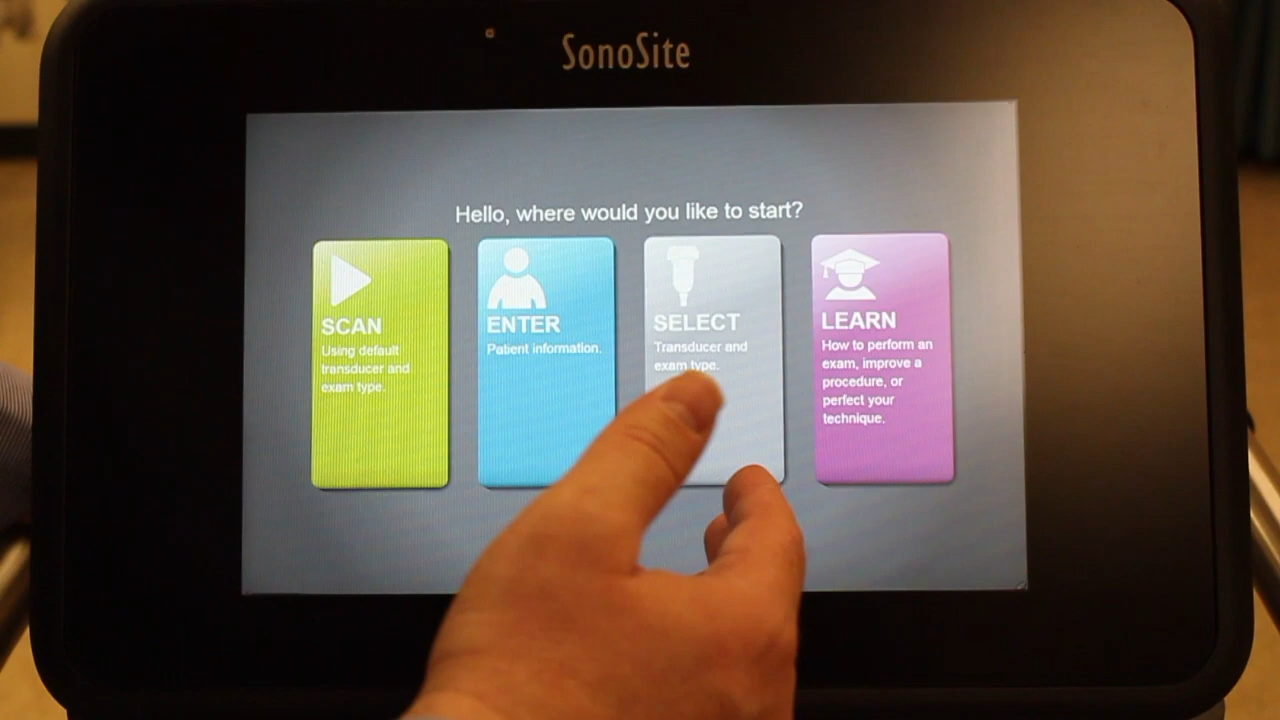 SonoSite
Hello, where would you like to start?
SCAN
Using default
transducer and
exam type.
ENTER
Patient information.
SELECT
Transducer and
exam type.
LEARN
How to perform an
exam, improve a
procedure, or
perfect your
technique.